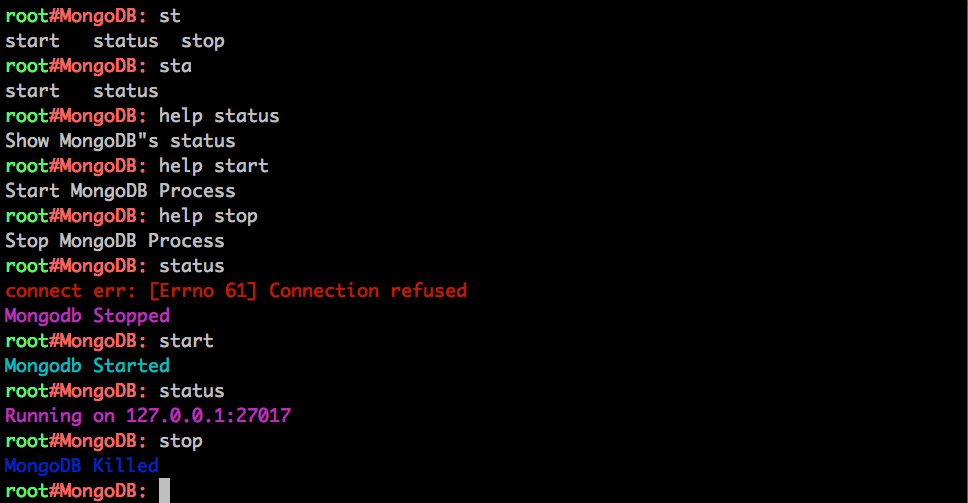 root#MongoDB: st
start   status  stop
root#MongoDB: sta
start   status
root#MongoDB: help status
Show MongoDB"s status
root#MongoDB: help start
Start MongoDB Process
root#MongoDB: help stop
Stop MongoDB Process
root#MongoDB: status
connect err: [Errno 61] Connection refused
Mongodb Stopped
root#MongoDB: start
Mongodb Started
root#MongoDB: status
Running on 127.0.0.1:27017
root#MongoDB: stop
MongoDB Killed
root#MongoDB: